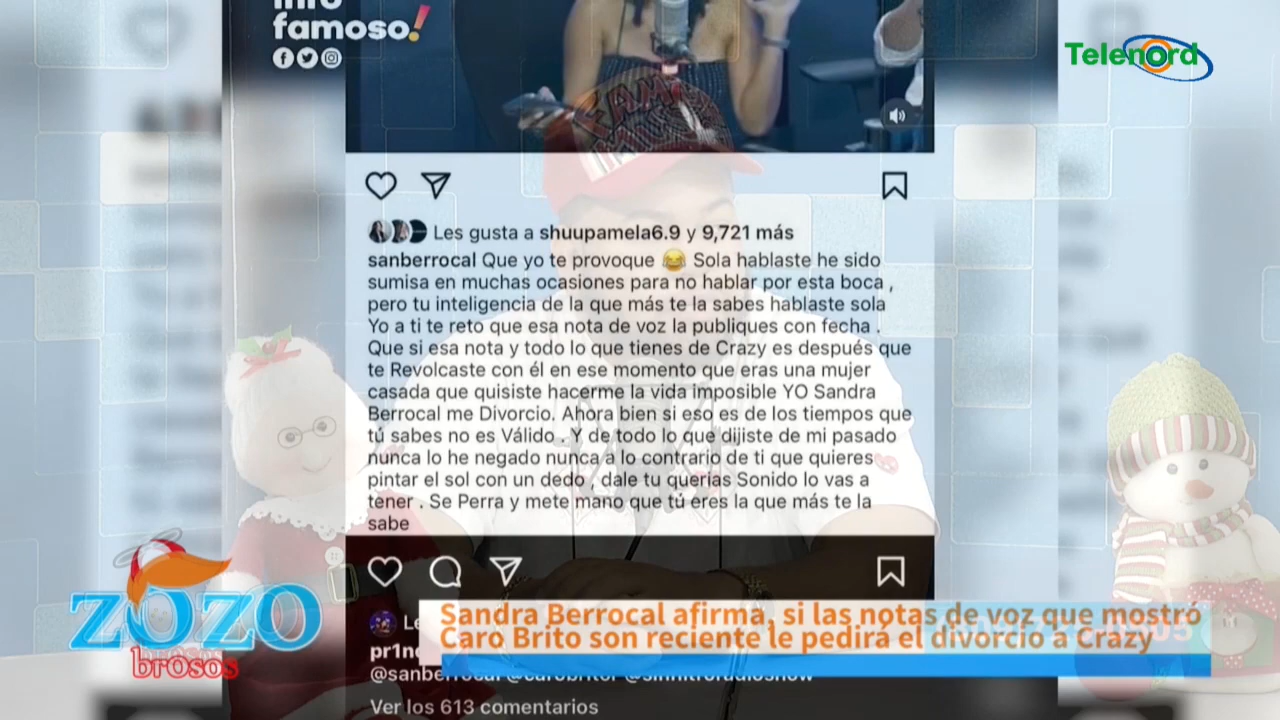 famoso!
Telenord
Les gusta a shuupamela6.9 y 9,721 más
sanberrocal Que yo te provoque 😂 Sola hablaste he sido
sumisa en muchas ocasiones para no hablar por esta boca ,
pero tu inteligencia de la que más te la sabes hablaste sola
Yo a ti te reto que esa nota de voz la publiques con fecha .
Que si esa nota y todo lo que tienes de Crazy es después que
te Revolcaste con él en ese momento que eras una mujer
casada que quisiste hacerme la vida imposible YO Sandra
Berrocal me Divorcio. Ahora bien si eso es de los tiempos que
tú sabes no es Válido . Y de todo lo que dijiste de mi pasado
nunca lo he negado nunca a lo contrario de ti que quieres
pintar el sol con un dedo , dale tu querias Sonido lo vas a
tener . Se Perra y mete mano que tú eres la que más te la
sabe
ZOZO
brosos
Sandra Berrocal afirma, si las notas de voz que mostró
Caro Brito son reciente le pedirá el divorcio a Crazy
Ver los 613 comentarios